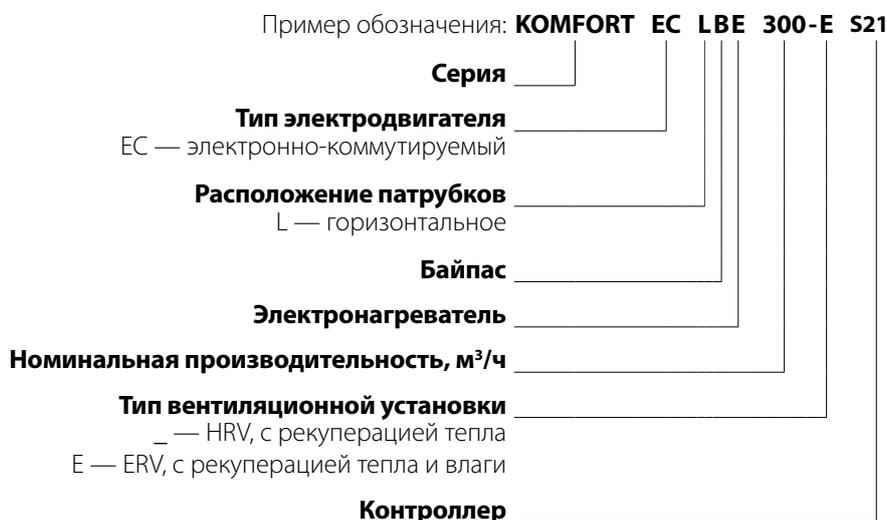 Пример обозначения: KOMFORT EC LBE 300-E S21
Серия
Тип электродвигателя
EC — электронно-коммутируемый
Расположение патрубков
L — горизонтальное
Байпас
Электронагреватель
Номинальная производительность, м³/ч
Тип вентиляционной установки
_ — HRV, с рекуперацией тепла
E — ERV, с рекуперацией тепла и влаги
Контроллер